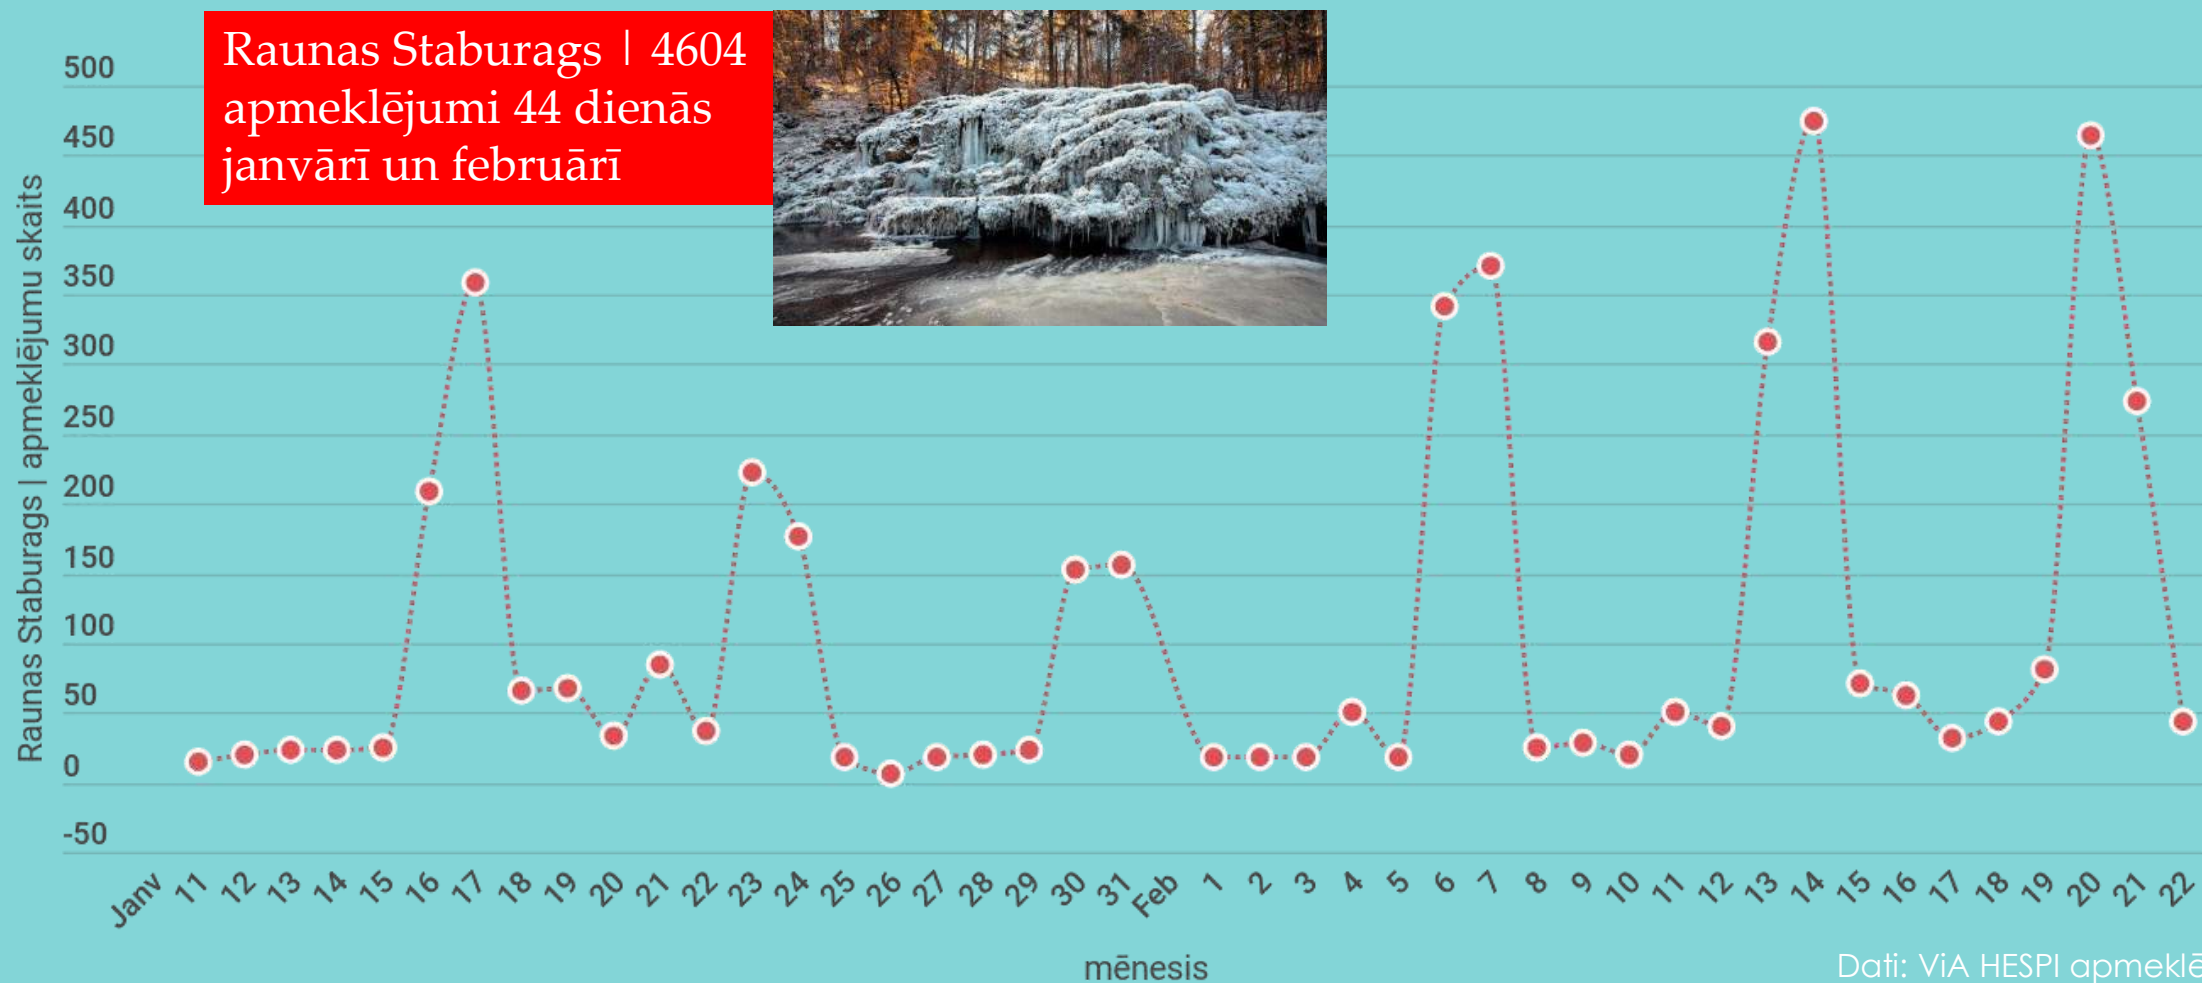 Raunas Staburags | 4604
apmeklējumi 44 dienās
janvārī un februārī
Raunas Staburags | apmeklējumu skaits
500
450
400
350
300
250
200
150
100
50
0
-50
Janv 11 12 13 14 15 16 17 18 19 20 21 22 23 24 25 26 27 28 29 30 31 Feb 1 2 3 4 5 6 7 8 9 10 11 12 13 14 15 16 17 18 19 20 21 22
mēnesis
Dati: ViA HESPI apmeklē